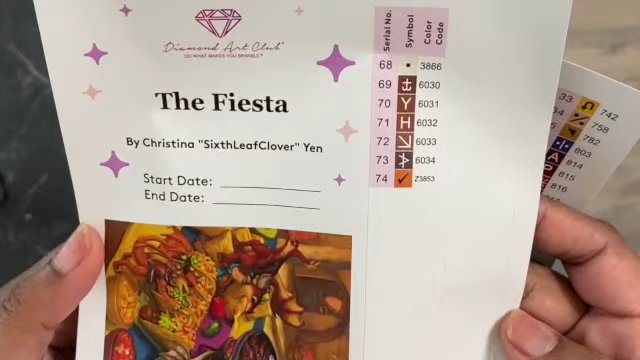 Diamond Art Club
DO WHAT MAKES YOU SPARKLE
The Fiesta
By Christina "SixthLeafClover" Yen
Start Date:
End Date:
Serial No. Symbol Color Code
68 3866
69 6030
70 Y 6031
71 H 6032
72 6033
73 6034
74 ✓ Z3853
33 742
34 758
782
803
A 814
815
816